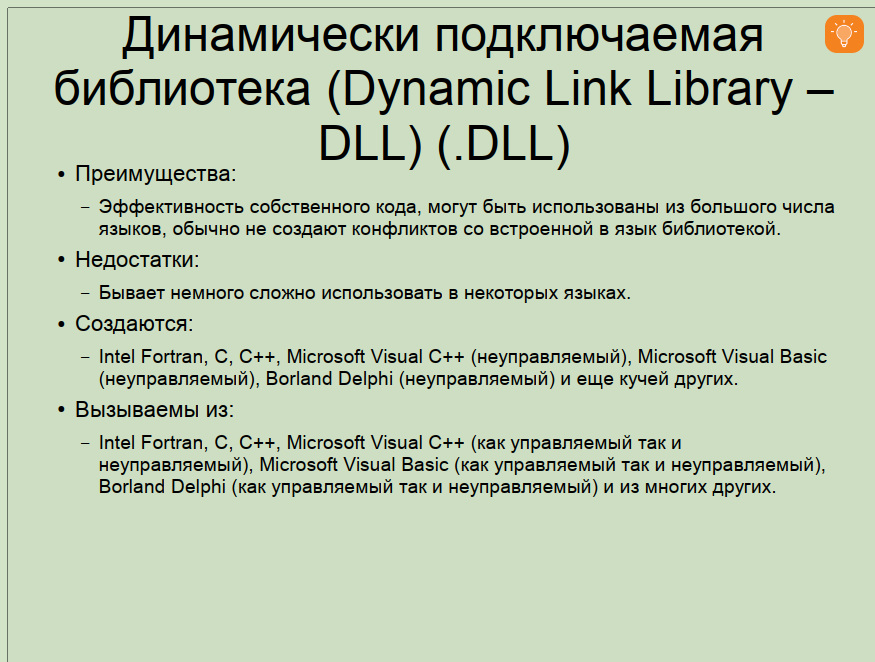 Динамически подключаемая
библиотека (Dynamic Link Library –
DLL) (.DLL)
• Преимущества:
– Эффективность собственного кода, могут быть использованы из большого числа
языков, обычно не создают конфликтов со встроенной в язык библиотекой.
• Недостатки:
– Бывает немного сложно использовать в некоторых языках.
• Создаются:
– Intel Fortran, C, C++, Microsoft Visual C++ (неуправляемый), Microsoft Visual Basic
(неуправляемый), Borland Delphi (неуправляемый) и еще кучей других.
• Вызываемы из:
– Intel Fortran, C, C++, Microsoft Visual C++ (как управляемый так и
неуправляемый), Microsoft Visual Basic (как управляемый так и неуправляемый),
Borland Delphi (как управляемый так и неуправляемый) и из многих других.